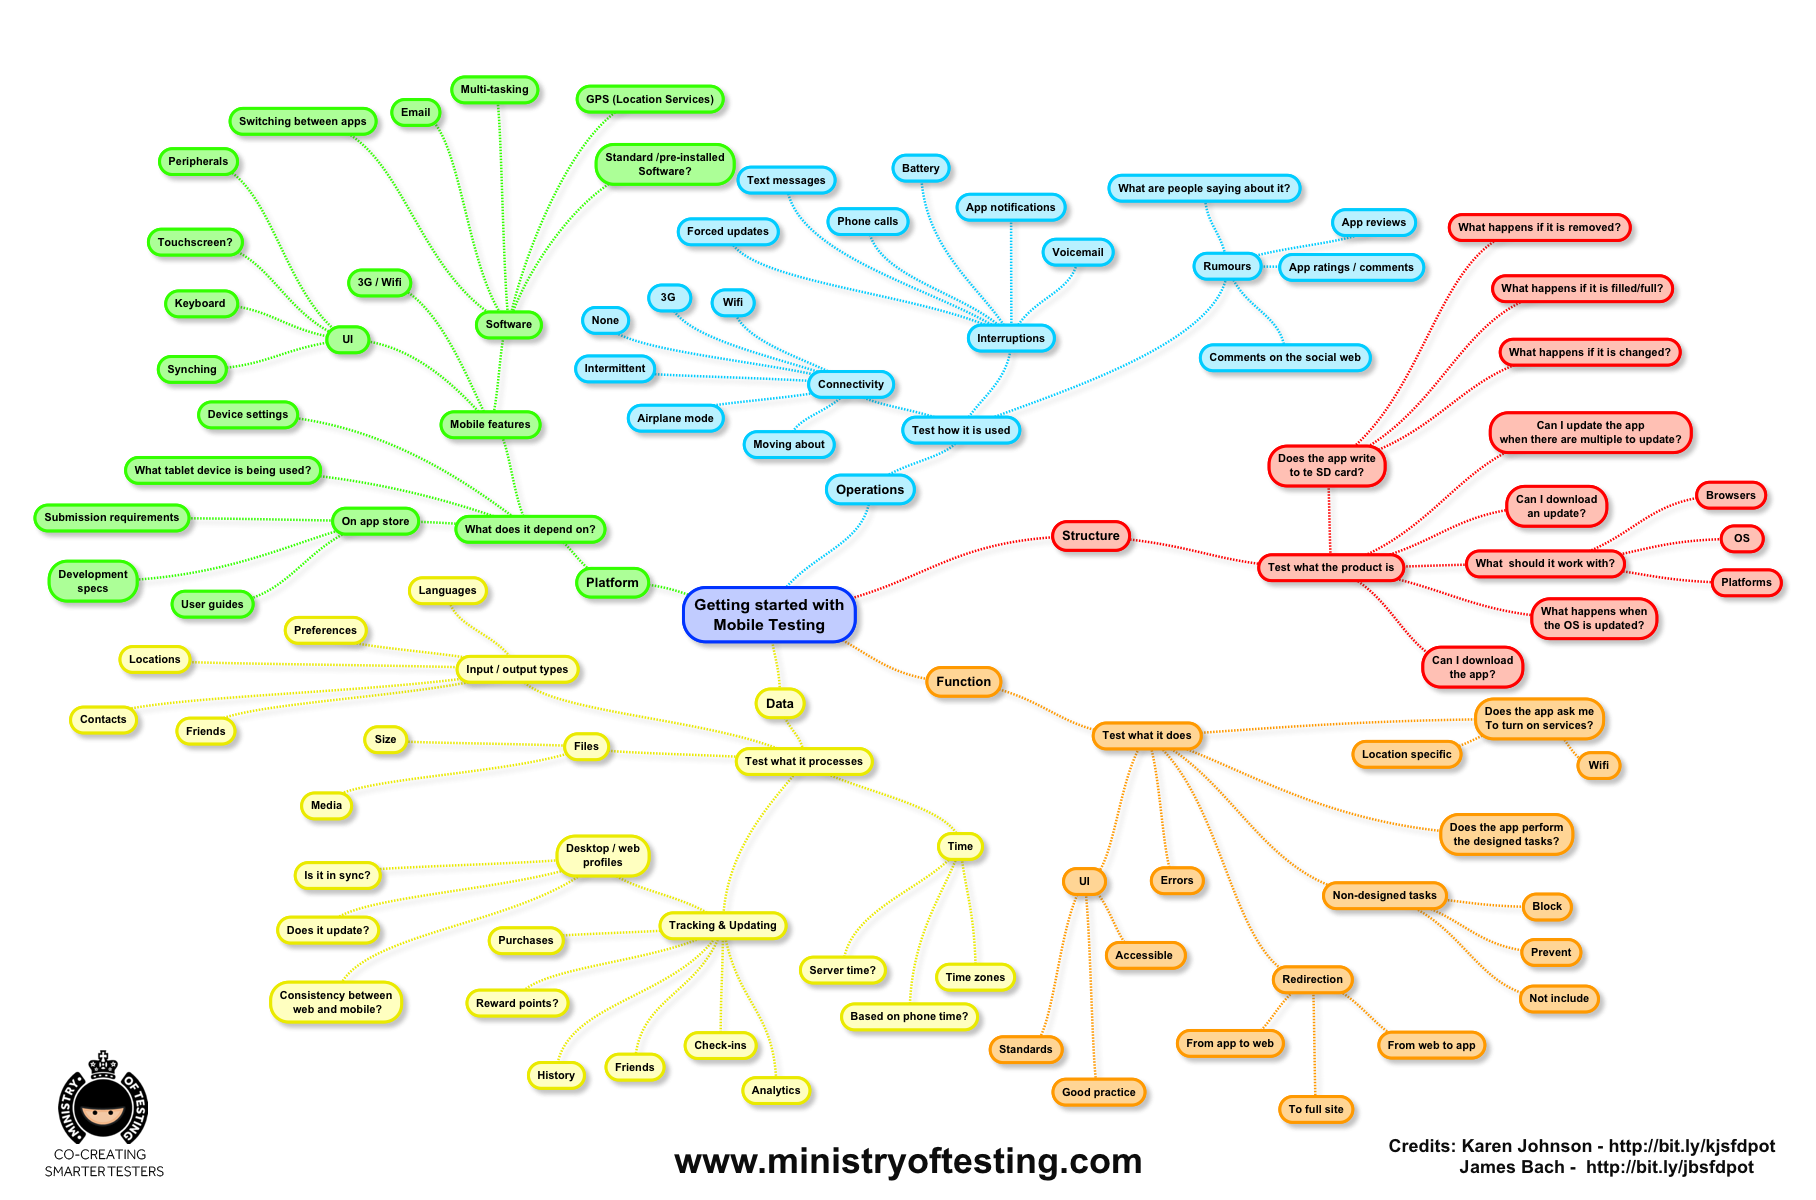 Getting started with
Mobile Testing
Platform
What does it depend on?
Mobile features
Software
Switching between apps
Email
Multi-tasking
GPS (Location Services)
Standard /pre-installed
Software?
3G / Wifi
UI
Peripherals
Touchscreen?
Keyboard
Synching
Device settings
What tablet device is being used?
On app store
Submission requirements
Development
specs
User guides
Operations
Test how it is used
Connectivity
Wifi
3G
None
Intermittent
Airplane mode
Moving about
Interruptions
Forced updates
Text messages
Phone calls
Battery
App notifications
Voicemail
Rumours
What are people saying about it?
App reviews
App ratings / comments
Comments on the social web
Structure
Test what the product is
Does the app write
to te SD card?
What happens if it is removed?
What happens if it is filled/full?
What happens if it is changed?
Can I update the app
when there are multiple to update?
Can I download
an update?
What should it work with?
Browsers
OS
Platforms
What happens when
the OS is updated?
Can I download
the app?
Function
Test what it does
Does the app ask me
To turn on services?
Location specific
Wifi
Does the app perform
the designed tasks?
Non-designed tasks
Block
Prevent
Not include
Redirection
From app to web
To full site
From web to app
Errors
UI
Standards
Good practice
Accessible
Data
Test what it processes
Input / output types
Languages
Preferences
Locations
Contacts
Friends
Files
Size
Media
Tracking & Updating
Desktop / web
profiles
Is it in sync?
Does it update?
Consistency between
web and mobile?
Purchases
Reward points?
History
Friends
Check-ins
Analytics
Time
Server time?
Based on phone time?
Time zones
MINISTRY OF TESTING
CO-CREATING
SMARTER TESTERS
www.ministryoftesting.com
Credits: Karen Johnson - http://bit.ly/kjsfdpot
James Bach - http://bit.ly/jbsfdpot